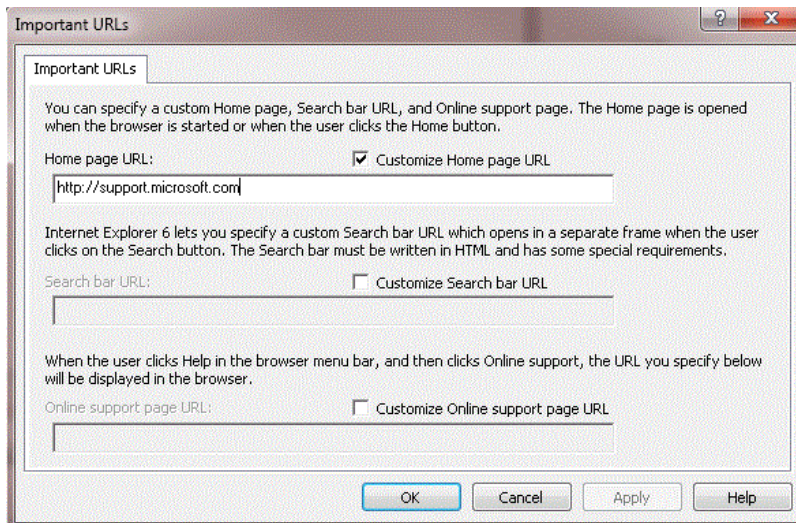 Important URLs
Important URLs
You can specify a custom Home page, Search bar URL, and Online support page. The Home page is opened
when the browser is started or when the user clicks the Home button.
Home page URL: Customize Home page URL
http://support.microsoft.com
Internet Explorer 6 lets you specify a custom Search bar URL which opens in a separate frame when the user
clicks on the Search button. The Search bar must be written in HTML and has some special requirements.
Search bar URL: Customize Search bar URL
When the user clicks Help in the browser menu bar, and then clicks Online support, the URL you specify below
will be displayed in the browser.
Online support page URL: Customize Online support page URL
OK Cancel Apply Help